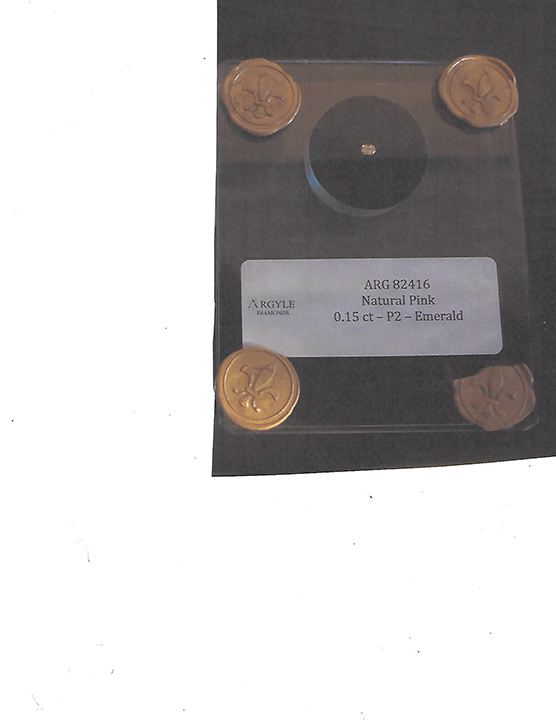 ARGYLE
DIAMONDS
ARG 82416
Natural Pink
0.15 ct – P2 – Emerald